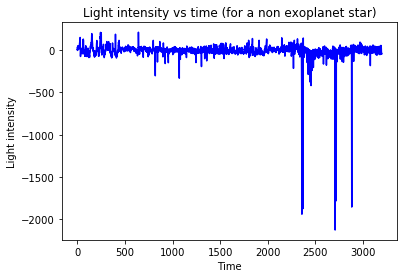 Light intensity vs time (for a non exoplanet star)
0
−500
−1000
−1500
−2000
Light intensity
0 500 1000 1500 2000 2500 3000
Time